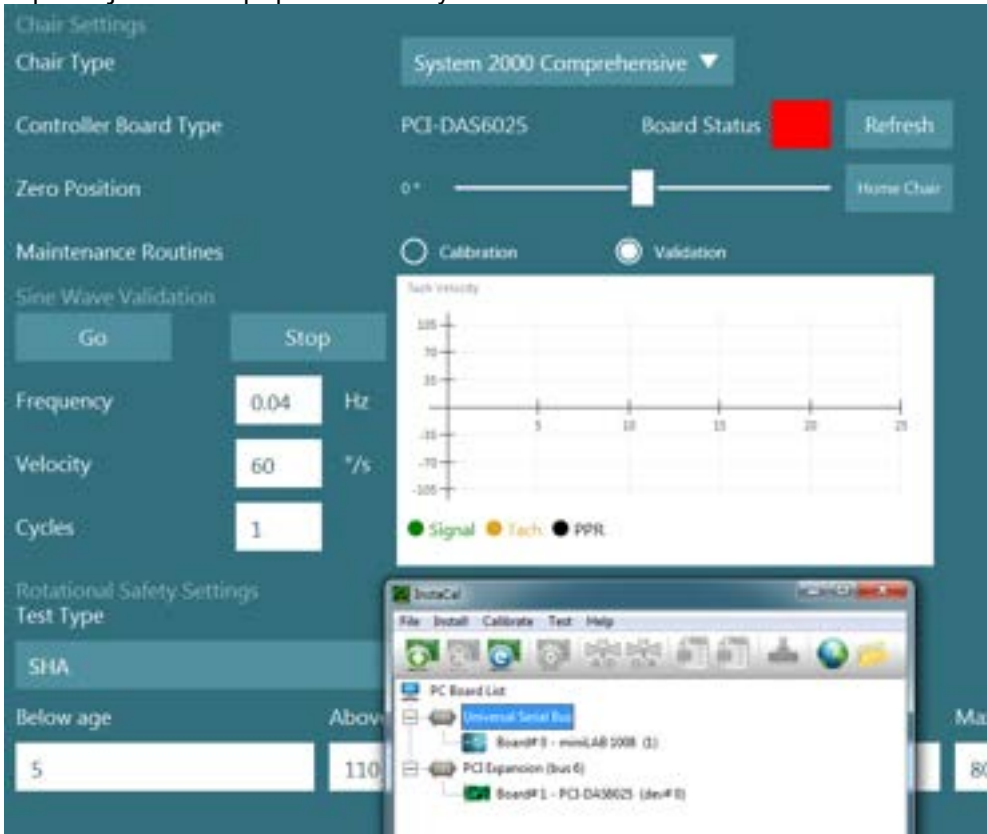 Chair Settings
Chair Type
System 2000 Comprehensive
Controller Board Type
PCI-DAS6025
Board Status
Refresh
Zero Position
0°
Home Chair
Maintenance Routines
Calibration
Validation
Sine Wave Validation
Tach Velocity
Go
Stop
105
70
35
5
10
15
20
25
-35
-70
-105
Frequency
0.04
Hz
Velocity
60
°/s
Cycles
1
Signal
Tach
PPR
Rotational Safety Settings
Test Type
SHA
InstaCal
File Install Calibrate Test Help
PC Board List
Universal Serial Bus
Board# 0 - miniLAB 1008 (1)
PCI Expansion (bus 6)
Board# 1 - PCI-DAS6025 (dev# 0)
Below age
5
110